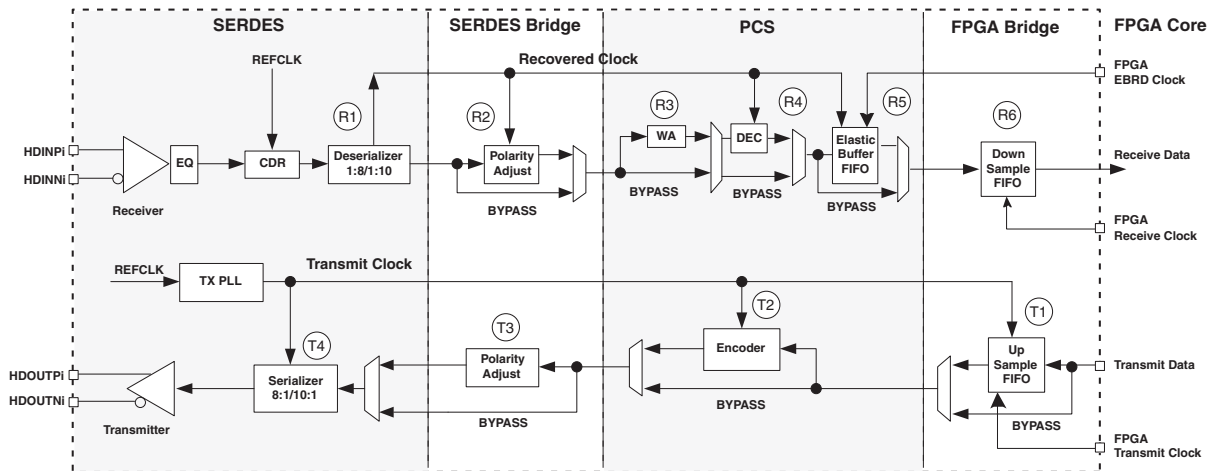 SERDES
SERDES Bridge
PCS
FPGA Bridge
FPGA Core
REFCLK
Recovered Clock
FPGA
EBRD Clock
R1
R2
R3
R4
R5
R6
HDINPi
HDINNi
EQ
CDR
Deserializer
1:8/1:10
Polarity
Adjust
WA
DEC
Elastic
Buffer
FIFO
Down
Sample
FIFO
Receive Data
Receiver
BYPASS
BYPASS
BYPASS
BYPASS
FPGA
Receive Clock
REFCLK
TX PLL
Transmit Clock
T4
T3
T2
T1
HDOUTPi
HDOUTNi
Transmitter
Serializer
8:1/10:1
Polarity
Adjust
Encoder
Up
Sample
FIFO
Transmit Data
BYPASS
BYPASS
BYPASS
FPGA
Transmit Clock